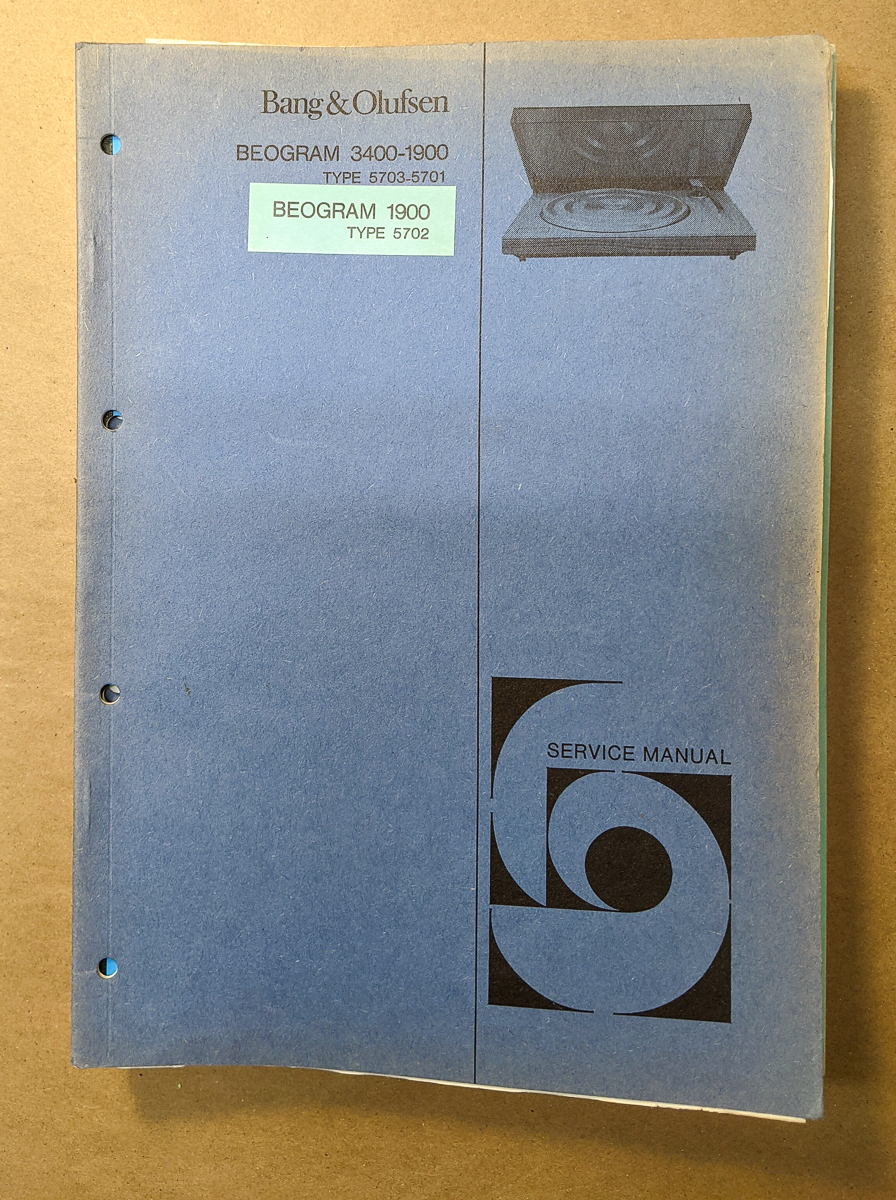 Bang & Olufsen
BEOGRAM 3400-1900
TYPE 5703-5701
BEOGRAM 1900
TYPE 5702
SERVICE MANUAL